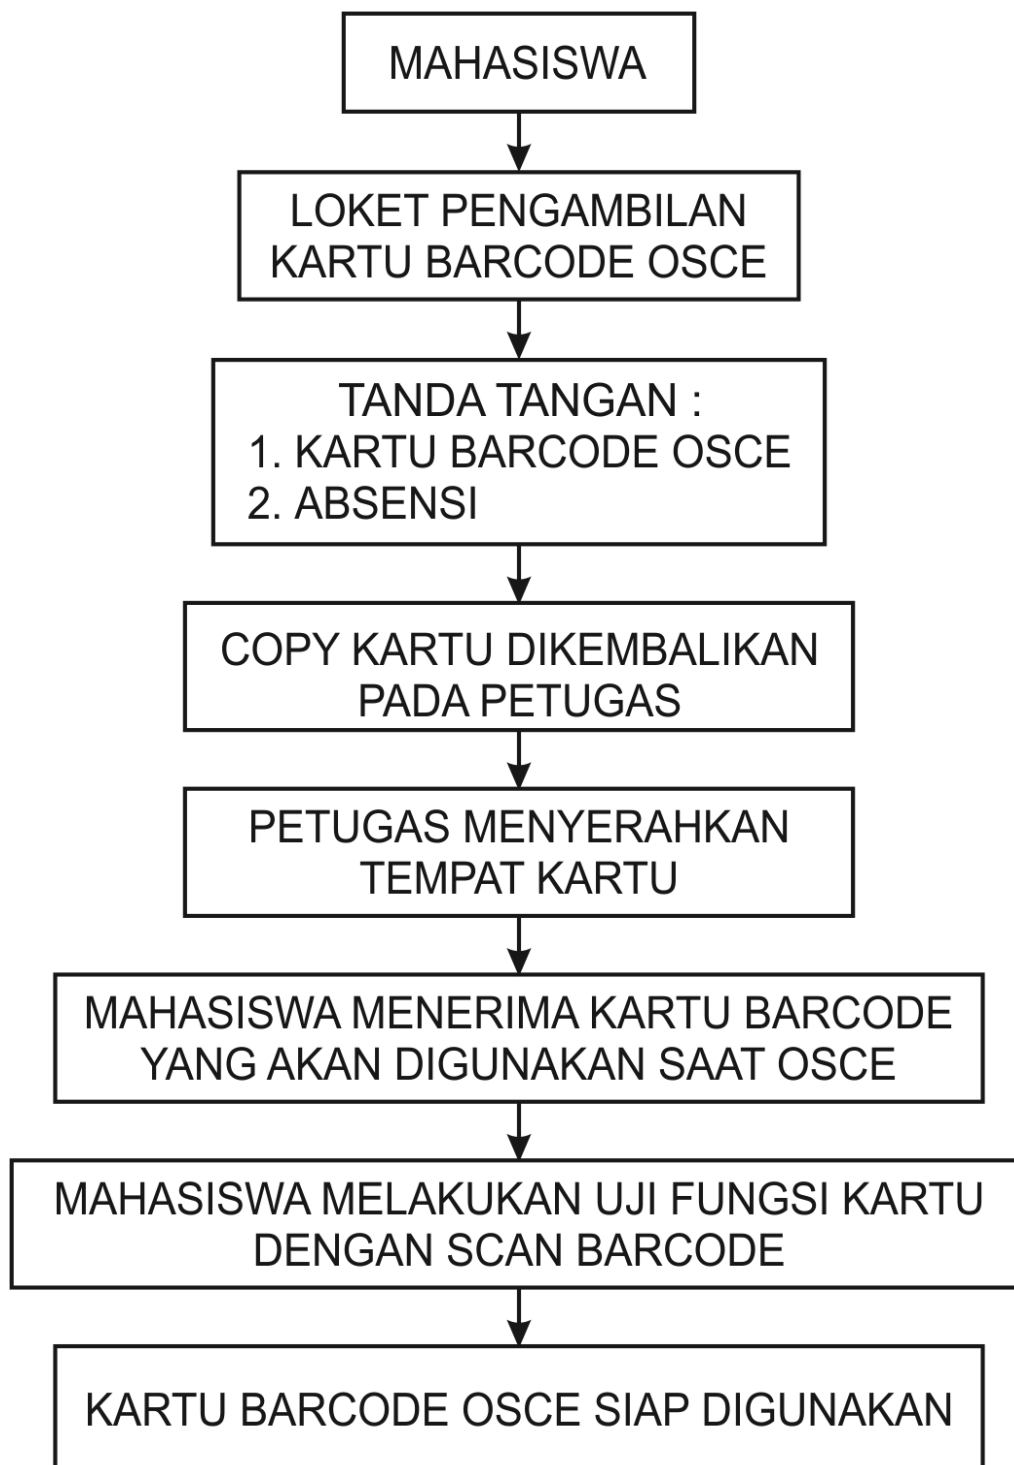 MAHASISWA
LOKET PENGAMBILAN
KARTU BARCODE OSCE
TANDA TANGAN :
1. KARTU BARCODE OSCE
2. ABSENSI
COPY KARTU DIKEMBALIKAN
PADA PETUGAS
PETUGAS MENYERAHKAN
TEMPAT KARTU
MAHASISWA MENERIMA KARTU BARCODE
YANG AKAN DIGUNAKAN SAAT OSCE
MAHASISWA MELAKUKAN UJI FUNGSI KARTU
DENGAN SCAN BARCODE
KARTU BARCODE OSCE SIAP DIGUNAKAN